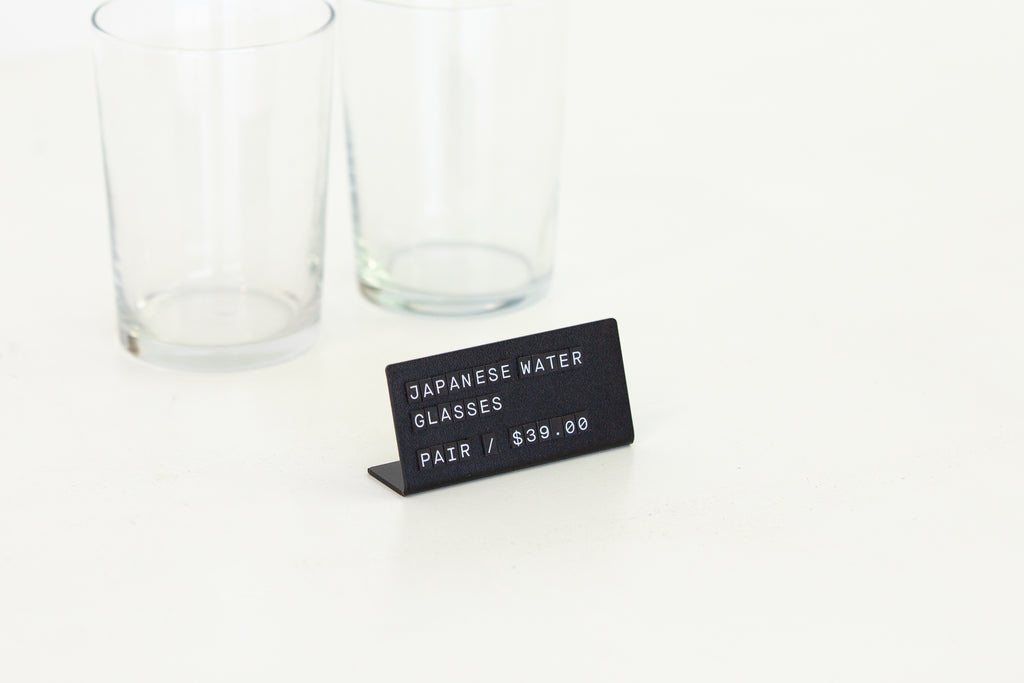 JAPANESE WATER
GLASSES
PAIR / $39.00